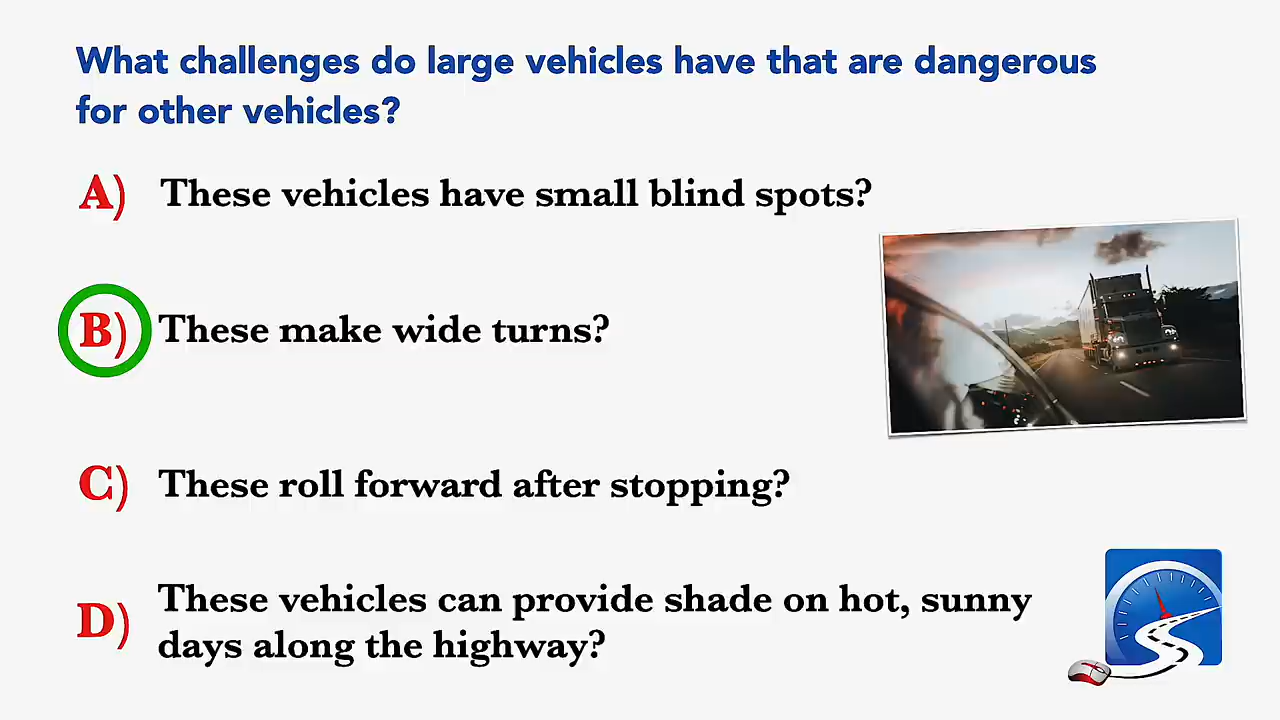 What challenges do large vehicles have that are dangerous
for other vehicles?
A) These vehicles have small blind spots?
B) These make wide turns?
C) These roll forward after stopping?
D) These vehicles can provide shade on hot, sunny
days along the highway?